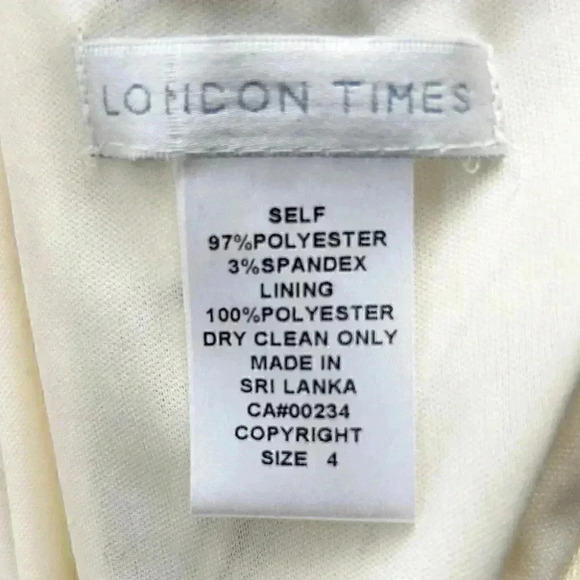 LONDON TIMES
SELF
97%POLYESTER
3%SPANDEX
LINING
100%POLYESTER
DRY CLEAN ONLY
MADE IN
SRI LANKA
CA#00234
COPYRIGHT
SIZE 4